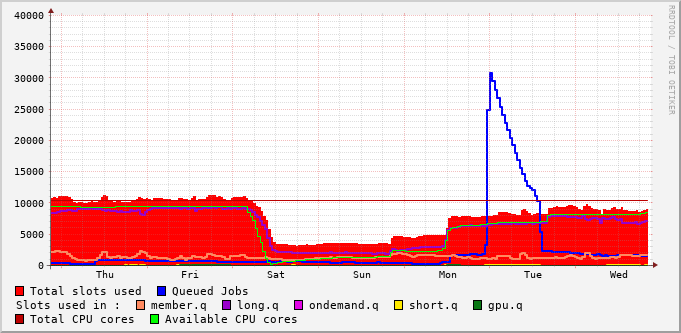 RRDTOOL / TOBI OETIKER
40000
35000
30000
25000
20000
15000
10000
5000
0
Thu Fri Sat Sun Mon Tue Wed
Total slots used Queued Jobs
Slots used in : member.q long.q ondemand.q short.q gpu.q
Total CPU cores Available CPU cores